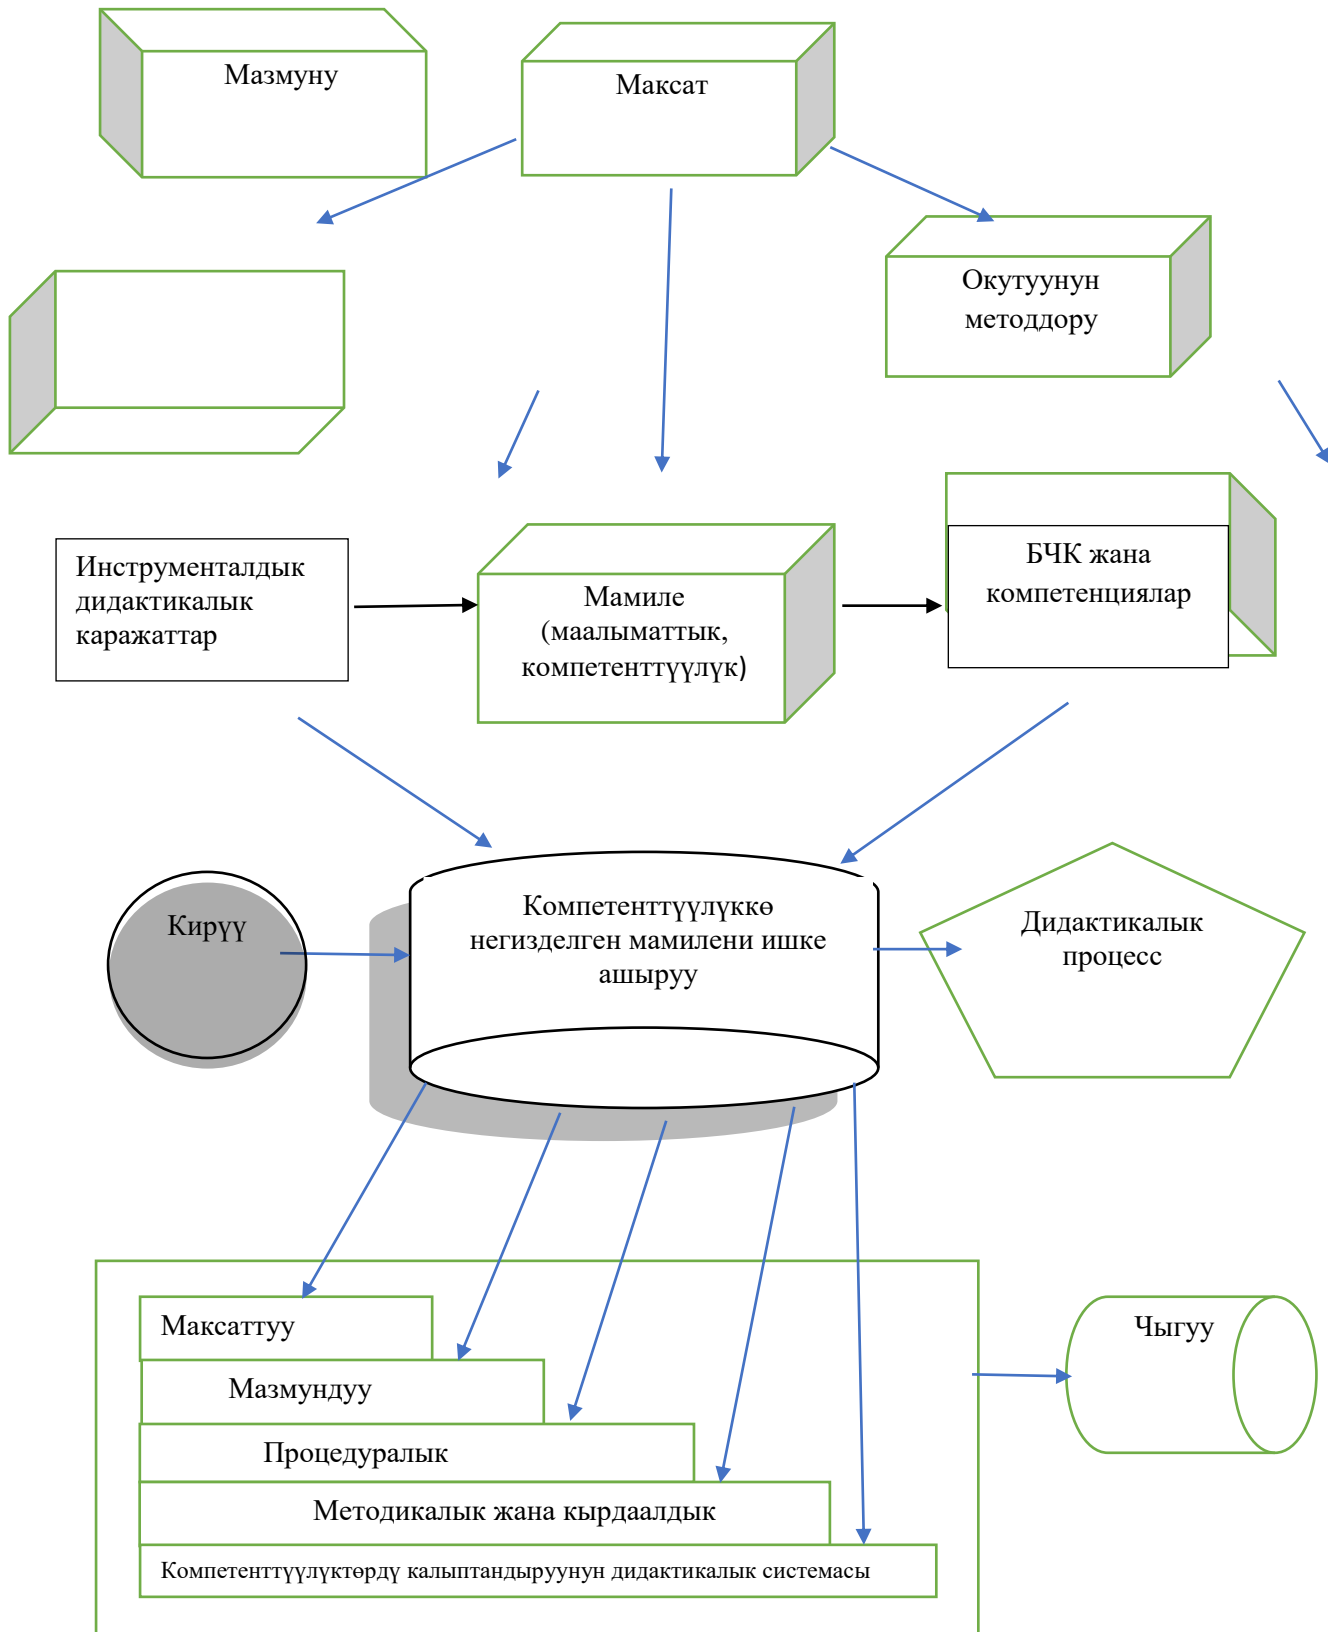 Мазмуну
Максат
Окутуунун
методдору
Инструменталдык
дидактикалык
каражаттар
Мамиле
(маалыматтык,
компетенттүүлүк)
БЧК жана
компетенциялар
Кирүү
Компетенттүүлүккө
негизделген мамилени ишке
ашыруу
Дидактикалык
процесс
Максаттуу
Мазмундуу
Процедуралык
Методикалык жана кырдаалдык
Компетенттүүлүктөрдү калыптандыруунун дидактикалык системасы
Чыгуу